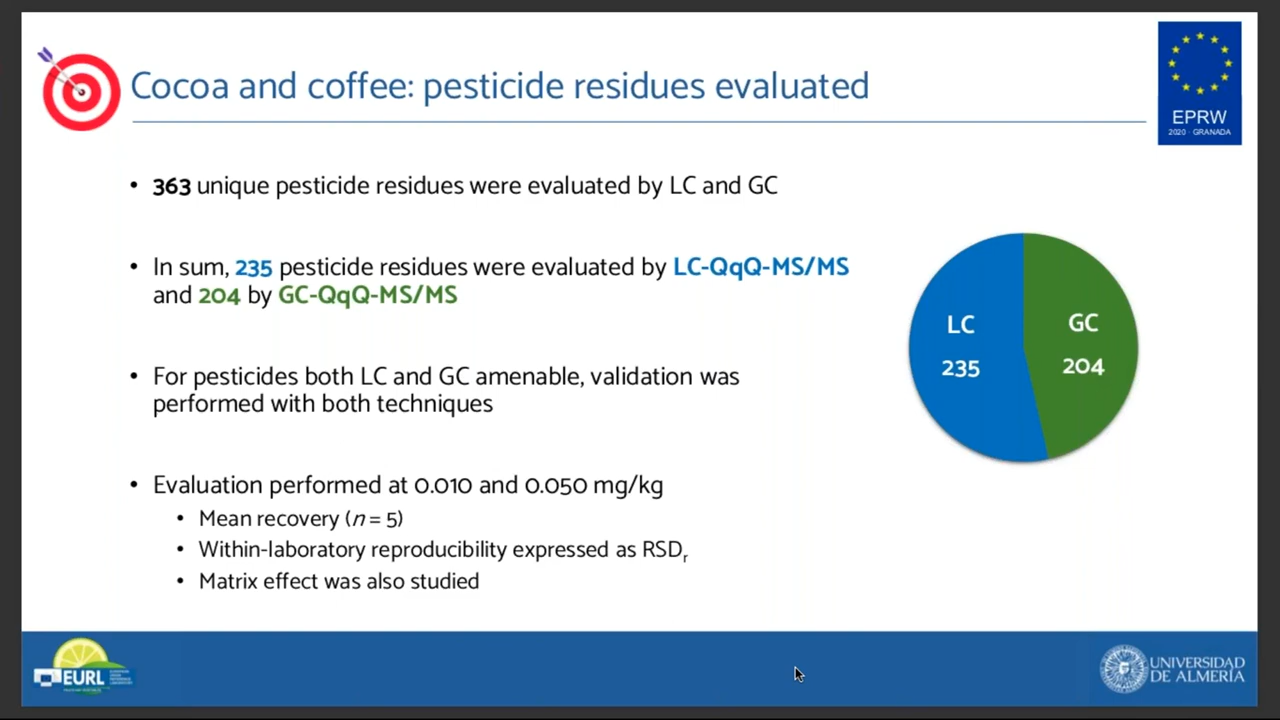 Cocoa and coffee: pesticide residues evaluated
EPRW
2020 · GRANADA
• 363 unique pesticide residues were evaluated by LC and GC
• In sum, 235 pesticide residues were evaluated by LC-QqQ-MS/MS
and 204 by GC-QqQ-MS/MS
LC
235
GC
204
• For pesticides both LC and GC amenable, validation was
performed with both techniques
• Evaluation performed at 0.010 and 0.050 mg/kg
• Mean recovery (n = 5)
• Within-laboratory reproducibility expressed as RSDr
• Matrix effect was also studied
EURL
UNIVERSIDAD
DE ALMERÍA